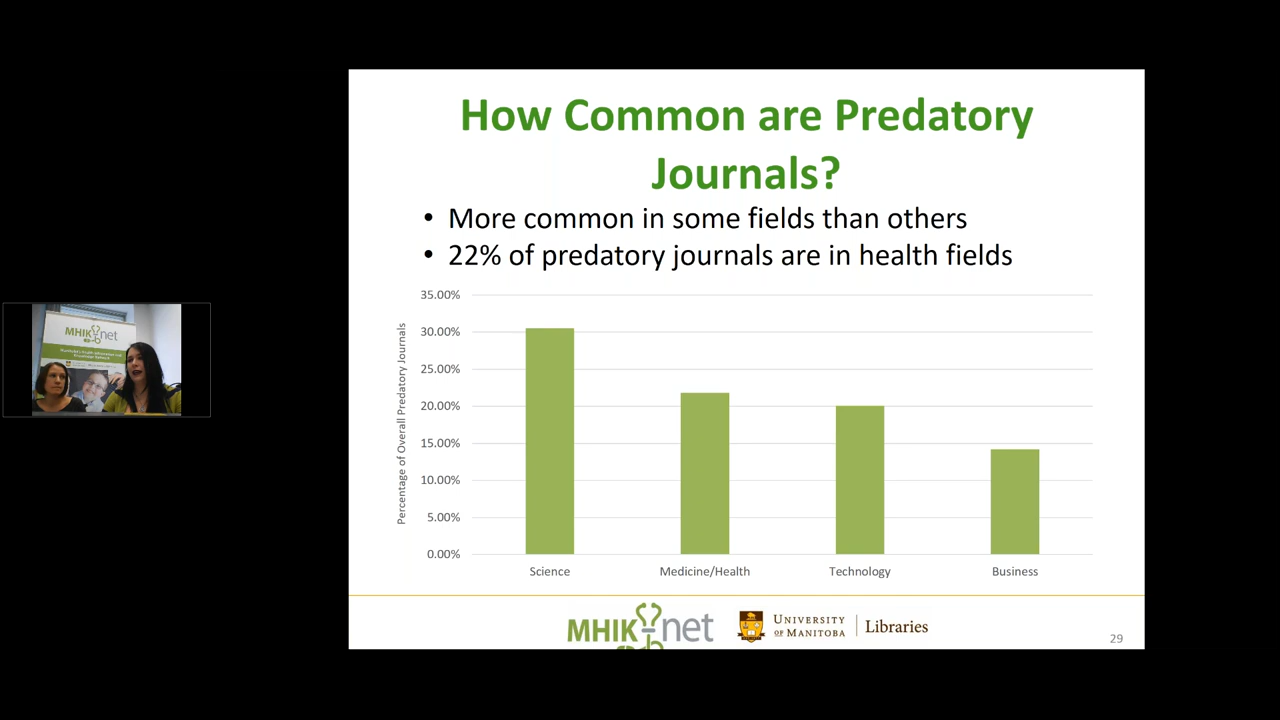 How Common are Predatory
Journals?
• More common in some fields than others
• 22% of predatory journals are in health fields
Percentage of Overall Predatory Journals
35.00%
30.00%
25.00%
20.00%
15.00%
10.00%
5.00%
0.00%
Science
Medicine/Health
Technology
Business
MHIKnet
UNIVERSITY
OF MANITOBA
Libraries
29
MHIKnet